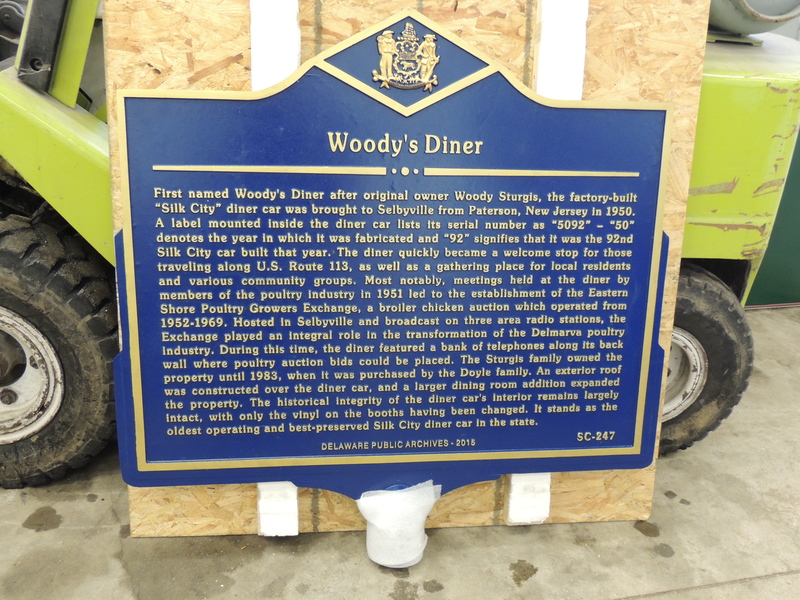 Woody's Diner
First named Woody's Diner after original owner Woody Sturgis, the factory-built
"Silk City" diner car was brought to Selbyville from Paterson, New Jersey in 1950.
A label mounted inside the diner car lists its serial number as "5092" – "50"
denotes the year in which it was fabricated and "92" signifies that it was the 92nd
Silk City car built that year. The diner quickly became a welcome stop for those
traveling along U.S. Route 113, as well as a gathering place for local residents
and various community groups. Most notably, meetings held at the diner by
members of the poultry industry in 1951 led to the establishment of the Eastern
Shore Poultry Growers Exchange, a broiler chicken auction which operated from
1952-1969. Hosted in Selbyville and broadcast on three area radio stations, the
Exchange played an integral role in the transformation of the Delmarva poultry
industry. During this time, the diner featured a bank of telephones along its back
wall where poultry auction bids could be placed. The Sturgis family owned the
property until 1983, when it was purchased by the Doyle family. An exterior roof
was constructed over the diner car, and a larger dining room addition expanded
the property. The historical integrity of the diner car's interior remains largely
intact, with only the vinyl on the booths having been changed. It stands as the
oldest operating and best-preserved Silk City diner car in the state.
DELAWARE PUBLIC ARCHIVES - 2015
SC-247